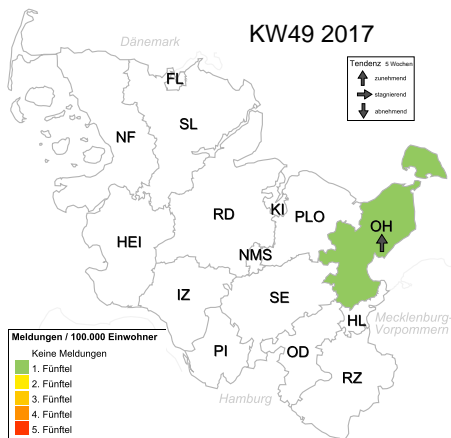 KW49 2017
Dänemark
Tendenz 5 Wochen
zunehmend
stagnierend
abnehmend
FL
SL
NF
RD
KI
PLO
OH
HEI
NMS
IZ
SE
HL
Mecklenburg-
Vorpommern
PI
OD
RZ
Hamburg
Meldungen / 100.000 Einwohner
Keine Meldungen
1. Fünftel
2. Fünftel
3. Fünftel
4. Fünftel
5. Fünftel